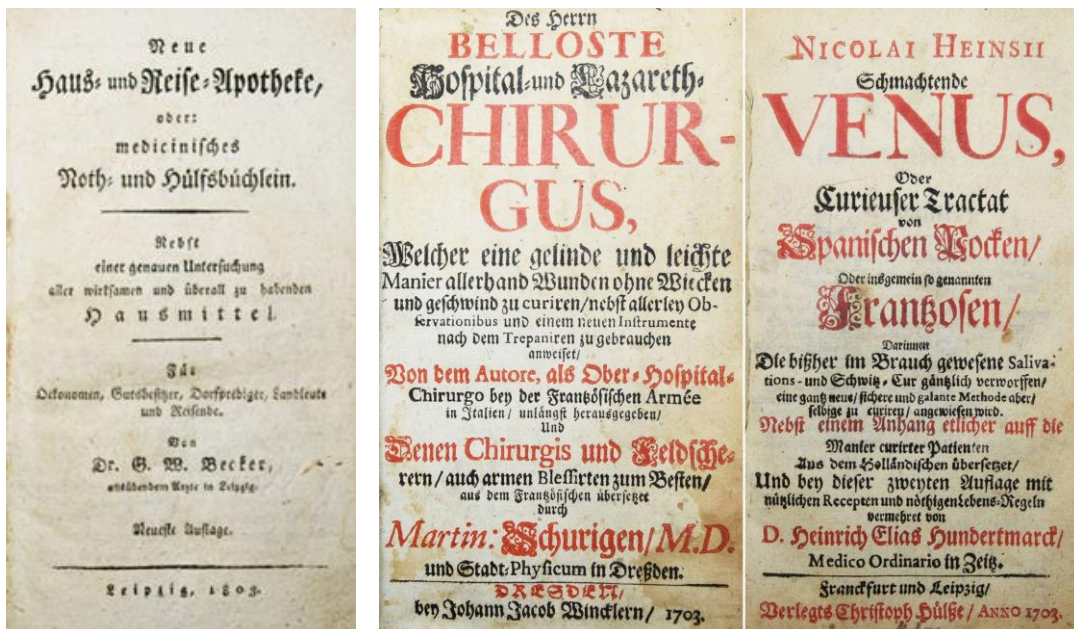 Neue
Haus- und Reise-Apotheke,
oder:
medicinisches
Noth- und Hülfsbüchlein.
Nebst
einer genauen Untersuchung
aller wirksamen und überall zu habenden
Hausmittel
Für
Oekonomen, Gutsbesitzer, Dorfprediger, Landleute
und Reisende.
Von
Dr. G. W. Becker,
ausübendem Arzte in Leipzig.
Neueste Auflage.
Leipzig, 1803.
Des Herrn
BELLOSTE
Hospital-und Lazareth-
CHIRUR-
GUS,
Welcher eine gelinde und leichte
Manier allerhand Wunden ohne Wiecken
und geschwind zu curiren/nebst allerley Ob-
servationibus und einem neuen Instrumente
nach dem Trepaniren zu gebrauchen
anweiset/
Von dem Autore, als Ober-Hospital-
Chirurgo bey der Frantzösischen Armée
in Italien/ unlängst herausgegeben/
Und
Denen Chirurgis und Feldsche-
rern/ auch armen Blessirten zum Besten/
aus dem Frantzösischen übersetzet
durch
Martin: Schurigen/ M.D.
und Stadt-Physicum in Dreßden.
DRESDEN/
bey Johann Jacob Wincklern/ 1703.
NICOLAI HEINSII
Schmachtende
VENUS,
Oder
Curieuser Tractat
von
Spanischen Pocken/
Oder insgemein so genannten
Frantzosen/
Darinnen
Die bißher im Brauch gewesene Saliva-
tions- und Schwitz-Cur gäntzlich verworffen/
eine gantz neue/ sichere und galante Methode aber/
selbige zu curiren/ angewiesen wird.
Nebst einem Anhang etlicher auff die
Manier curirter Patienten
Aus dem Holländischen übersetzet/
Und bey dieser zweyten Auflage mit
nützlichen Recepten und nöthigen Lebens-Regeln
vermehret von
D. Heinrich Elias Hundertmarck/
Medico Ordinario in Zeitz.
Franckfurt und Leipzig/
Verlegts Christoph Hülße/ ANNO 1703.